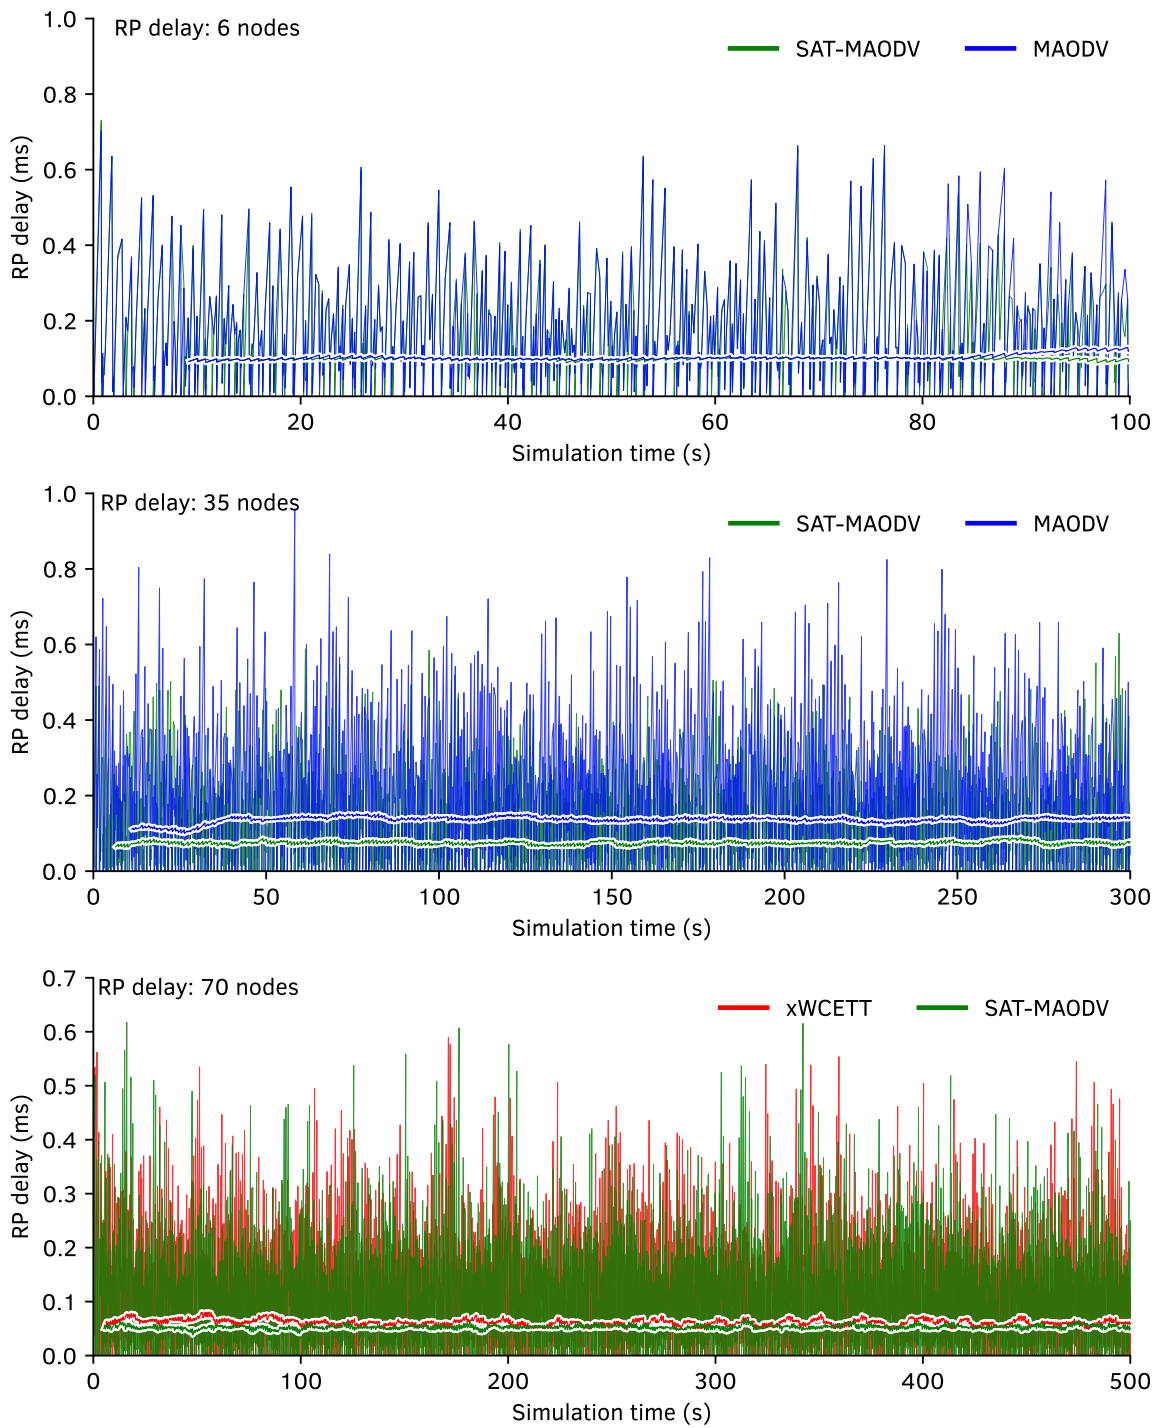 RP delay: 6 nodes
SAT-MAODV MAODV
RP delay (ms)
1.0
0.8
0.6
0.4
0.2
0.0
0 20 40 60 80 100
Simulation time (s)
RP delay: 35 nodes
SAT-MAODV MAODV
RP delay (ms)
1.0
0.8
0.6
0.4
0.2
0.0
0 50 100 150 200 250 300
Simulation time (s)
RP delay: 70 nodes
xWCETT SAT-MAODV
RP delay (ms)
0.7
0.6
0.5
0.4
0.3
0.2
0.1
0.0
0 100 200 300 400 500
Simulation time (s)